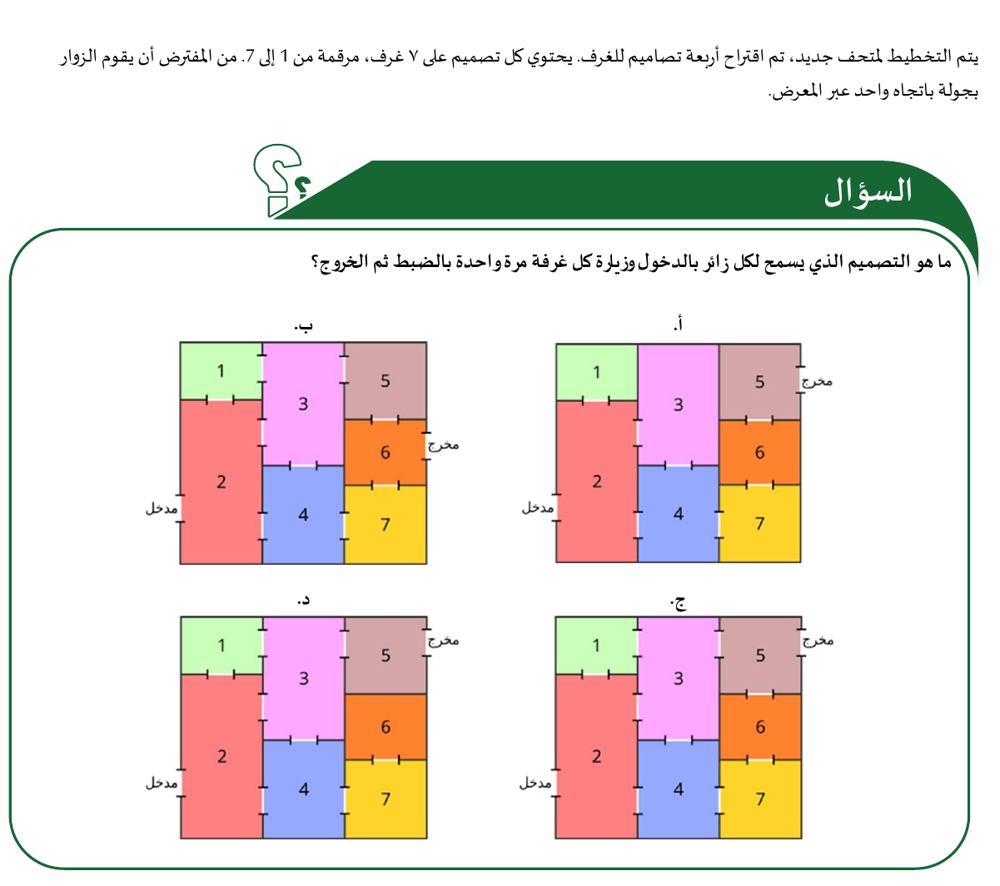 يتم التخطيط لمتحف جديد، تم اقتراح أربعة تصاميم للغرف. يحتوي كل تصميم على ٧ غرف، مرقمة من 1 إلى 7. من المفترض أن يقوم الزوار
بجولة باتجاه واحد عبر المعرض.
؟
؟
السؤال
ما هو التصميم الذي يسمح لكل زائر بالدخول وزيارة كل غرفة مرة واحدة بالضبط ثم الخروج؟
أ.
1
2
3
4
5
6
7
مدخل
مخرج
ب.
1
2
3
4
5
6
7
مدخل
مخرج
ج.
1
2
3
4
5
6
7
مدخل
مخرج
د.
1
2
3
4
5
6
7
مدخل
مخرج